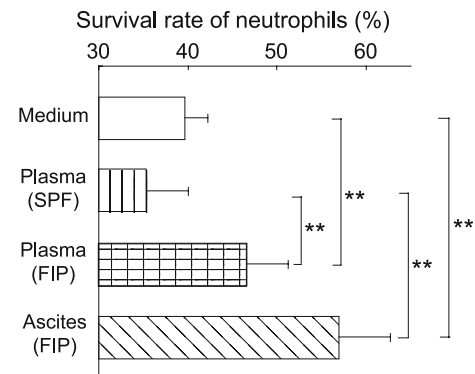 Survival rate of neutrophils (%)
30 40 50 60
Medium
Plasma
(SPF)
Plasma
(FIP)
Ascites
(FIP)
**
**
**
**